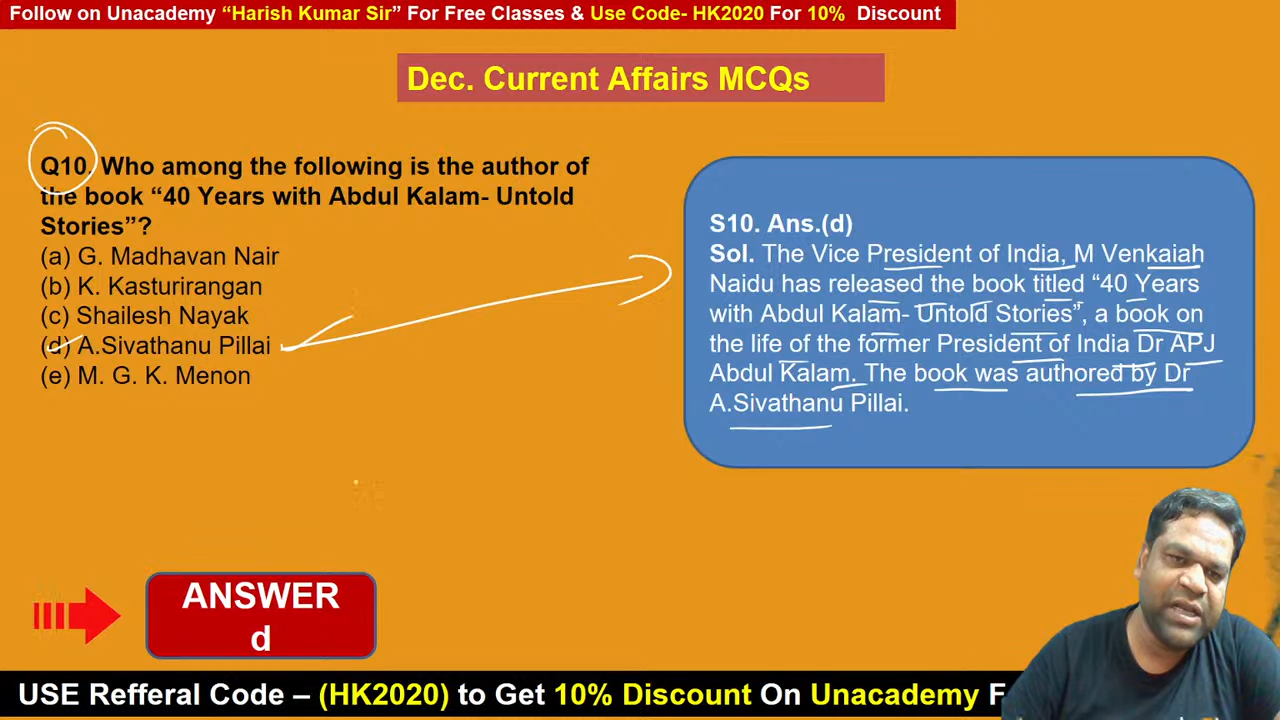 Follow on Unacademy “Harish Kumar Sir” For Free Classes & Use Code- HK2020 For 10% Discount
Dec. Current Affairs MCQs
Q10. Who among the following is the author of
the book “40 Years with Abdul Kalam- Untold
Stories”?
(a) G. Madhavan Nair
(b) K. Kasturirangan
(c) Shailesh Nayak
(d) A.Sivathanu Pillai
(e) M. G. K. Menon
S10. Ans.(d)
Sol. The Vice President of India, M Venkaiah
Naidu has released the book titled “40 Years
with Abdul Kalam- Untold Stories”, a book on
the life of the former President of India Dr APJ
Abdul Kalam. The book was authored by Dr
A.Sivathanu Pillai.
ANSWER
d
USE Refferal Code – (HK2020) to Get 10% Discount On Unacademy F